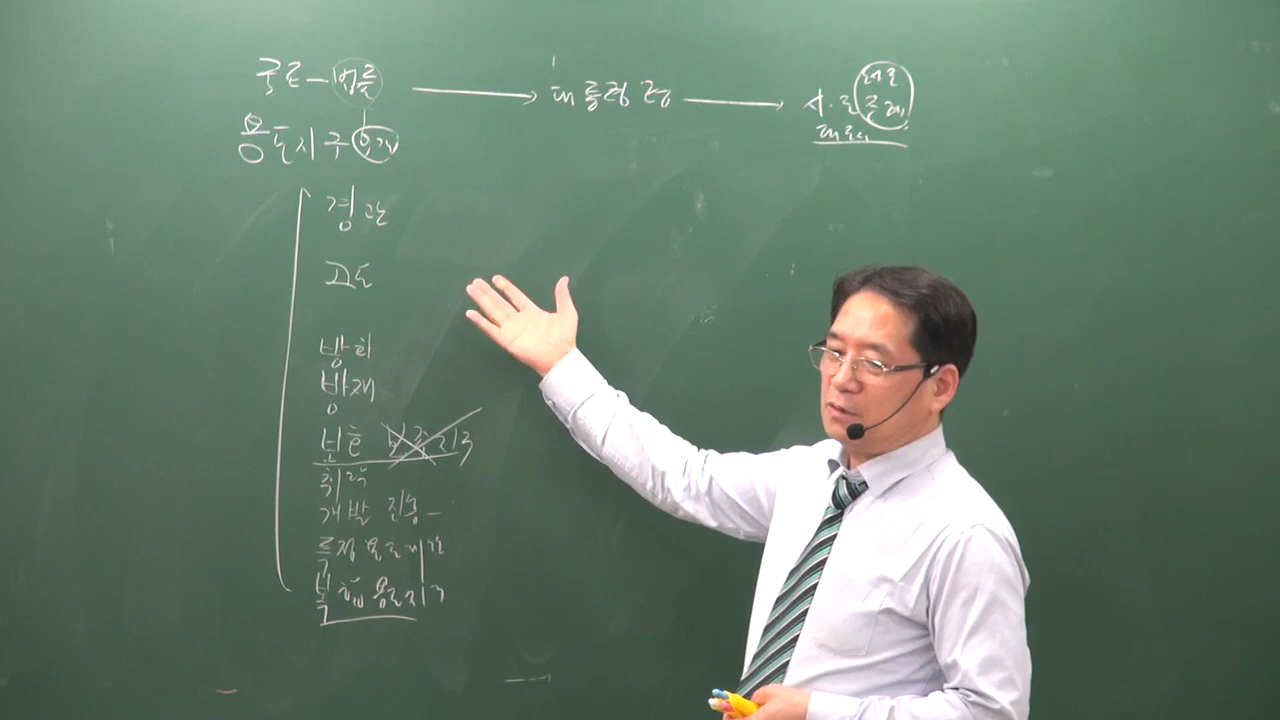 국토-법률 → 대통령령 → 시·도 조례
용도지구
경관
고도
방화
방재
보호
취락
개발 진흥-
특정용도제한
복합용도지구